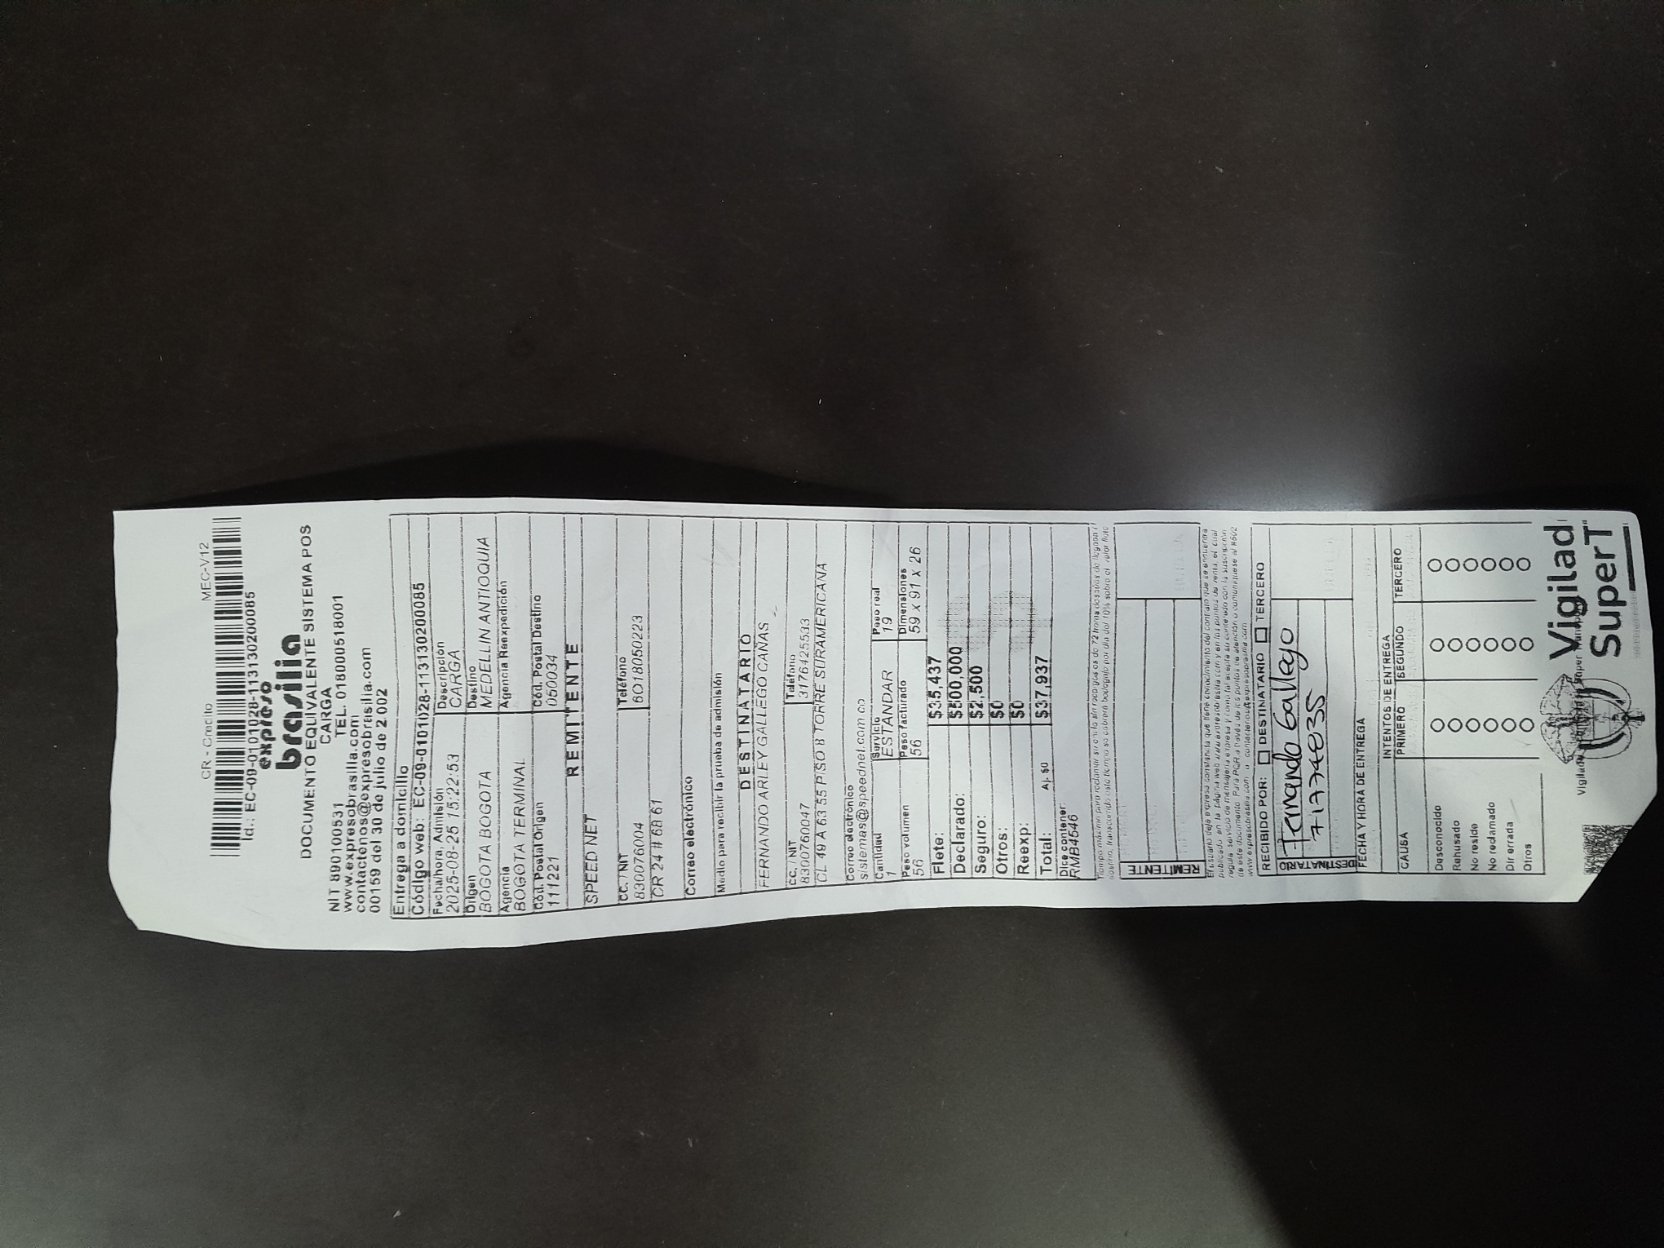 CR - Credito MEC-V12
Id.: EC-09-0101028-113130200085
expreso
brasilia
DOCUMENTO EQUIVALENTE SISTEMA POS
CARGA
NIT 890100531 TEL. 018000518001
www.expresobrasilia.com
contactenos@expresobrasilia.com
00159 del 30 de julio de 2 002
Entrega a domicilio
Código web: EC-09-0101028-113130200085
Fecha/hora, Admisión Descripción
2025-08-25 15:22:53 CARGA
Origen Destino
BOGOTA BOGOTA MEDELLIN ANTIOQUIA
Agencia Agencia Reexpedición
BOGOTA TERMINAL
Cód. Postal Origen Cód. Postal Destino
111221 050034
REMITENTE
SPEED NET
CC. / NIT Teléfono
830076004 6018050223
CR 24 # 68 61
Correo electrónico
Medio para recibir la prueba de admisión
DESTINATARIO
FERNANDO ARLEY GALLEGO CAÑAS
CC. / NIT Teléfono
8300760047 3176425533
CL 49 A 63 55 PISO 8 TORRE SURAMERICANA
Correo electrónico
sistemas@speednet.com.co
Cantidad Servicio Peso real
1 ESTANDAR 19
Peso volumen Peso facturado Dimensiones
56 56 59 x 91 x 26
Flete: $35,437
Declarado: $500,000
Seguro: $2,500
Otros: $0
Reexp: $0
Total: A/. $0 $37,937
Dice contener:
RMB4546
REMITENTE
RECIBIDO POR: DESTINATARIO TERCERO
Fernando Gallego
DESTINATARIO
FECHA Y HORA DE ENTREGA
INTENTOS DE ENTREGA
CAUSA PRIMERO SEGUNDO TERCERO
Desconocido
Rehusado
No reside
No reclamado
Dir errada
Otros
Vigilad
SuperT